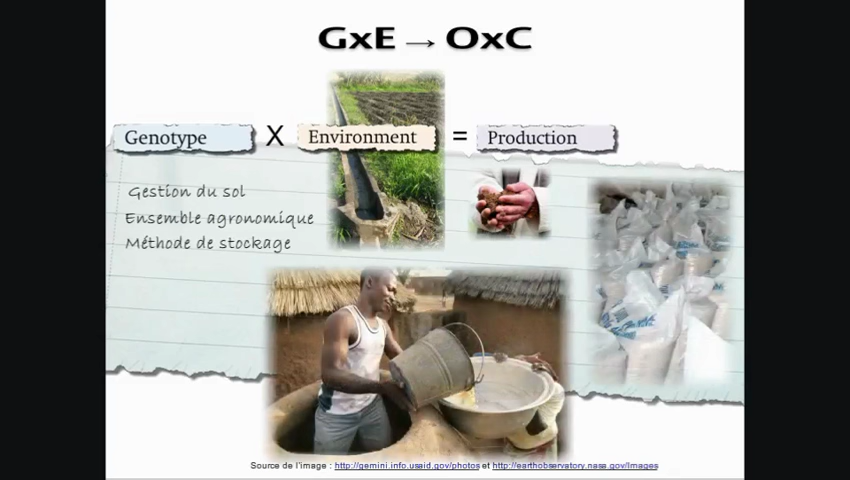 GxE → OxC
Genotype X Environment = Production
Gestion du sol
Ensemble agronomique
Méthode de stockage
Source de l'image : http://gemini.info.usaid.gov/photos et http://earthobservatory.nasa.gov/Images